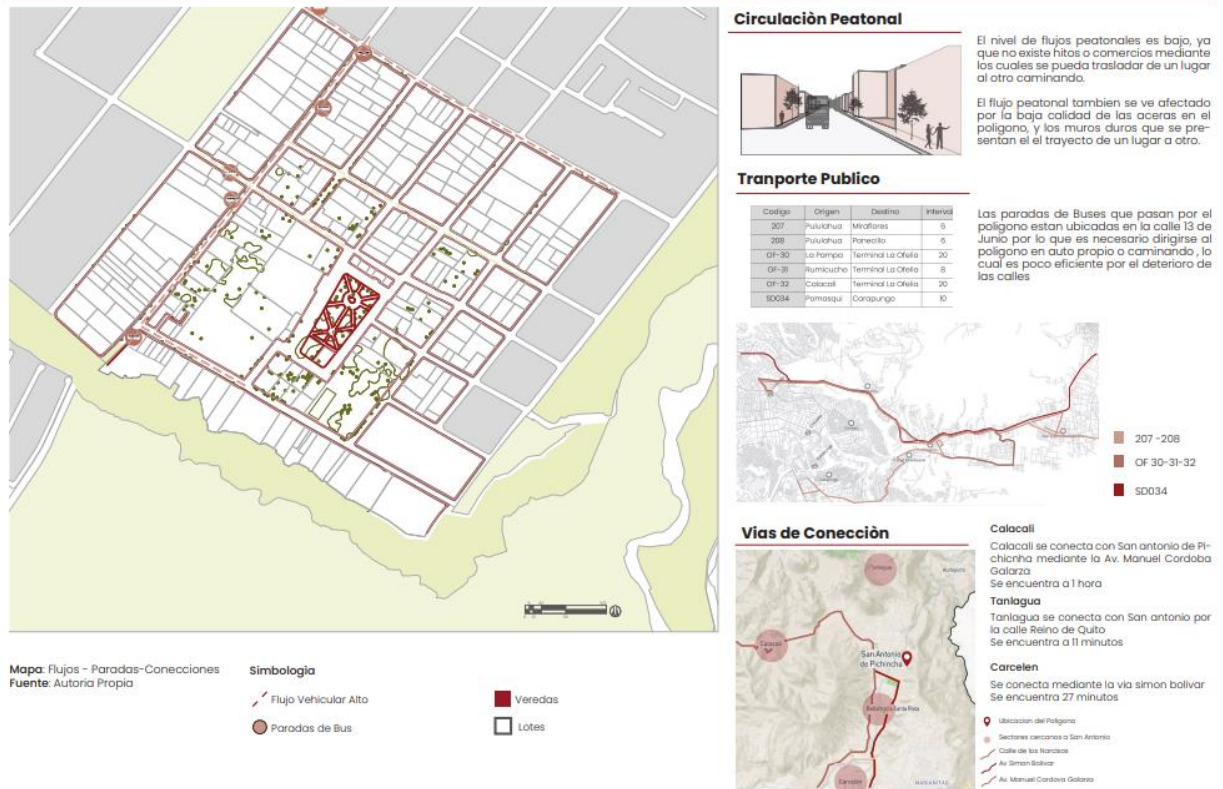 Circulaciòn Peatonal
El nivel de flujos peatonales es bajo, ya
que no existe hitos o comercios mediante
los cuales se pueda trasladar de un lugar
al otro caminando.
El flujo peatonal tambien se ve afectado
por la baja calidad de las aceras en el
poligono, y los muros duros que se pre-
sentan el el trayecto de un lugar a otro.
Tranporte Publico
Codigo Origen Destino Interval
207 Pululahua Miraflores 6
208 Pululahua Panecillo 6
OF-30 La Pampa Terminal La Ofelia 20
OF-31 Rumicucho Terminal La Ofelia 8
OF-32 Calacali Terminal La Ofelia 20
SD034 Pomasqui Carapungo 10
Las paradas de Buses que pasan por el
poligono estan ubicadas en la calle 13 de
Junio por lo que es necesario dirigirse al
poligono en auto propio o caminando , lo
cual es poco eficiente por el deterioro de
las calles
207 -208
OF 30-31-32
SD034
Vias de Conecciòn
Tanlagua
Calacali
San Antonio
de Pichincha
Carcelen
Calacali
Calacali se conecta con San antonio de Pi-
chicnha mediante la Av. Manuel Cordoba
Galarza
Se encuentra a 1 hora
Tanlagua
Tanlagua se conecta con San antonio por
la calle Reino de Quito
Se encuentra a 11 minutos
Carcelen
Se conecta mediante la via simon bolivar
Se encuentra 27 minutos
Ubicacion del Poligono
Sectores cercanos a San Antonio
Calle de los Narcisos
Av Simon Bolivar
Av. Manuel Cordova Galarza
Mapa: Flujos - Paradas-Conecciones
Fuente: Autoria Propia
Simbologia
Flujo Vehicular Alto
Paradas de Bus
Veredas
Lotes